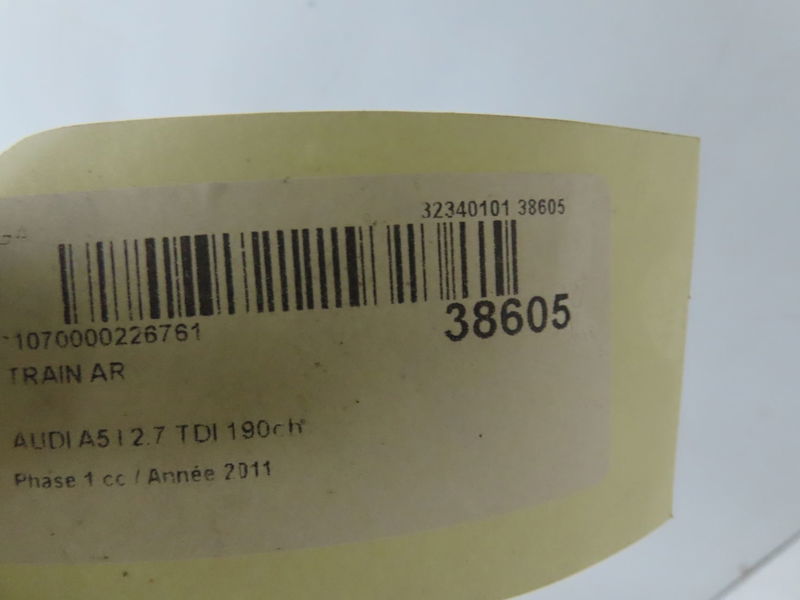 32340101 38605
1070000226761
38605
TRAIN AR
AUDI A5 I 2.7 TDI 190ch
Phase 1 cc / Année 2011